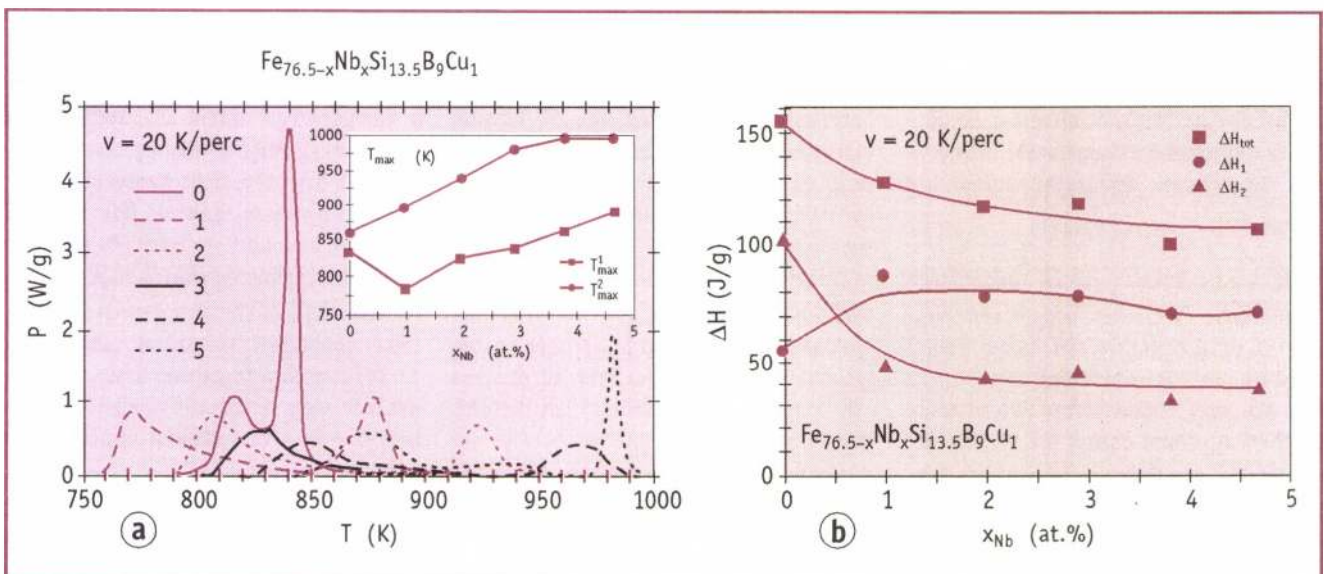 Fe76.5–xNbxSi13.5B9Cu1
5
4
3
2
1
0
P (W/g)
v = 20 K/perc
0
1
2
3
4
5
1000
950
900
850
800
750
Tmax (K)
T1max
T2max
0 1 2 3 4 5
xNb (at.%)
750 800 850 900 950 1000
a T (K)
150
100
50
0
ΔH (J/g)
v = 20 K/perc
ΔHtot
ΔH1
ΔH2
Fe76.5–xNbxSi13.5B9Cu1
0 1 2 3 4 5
b xNb (at.%)